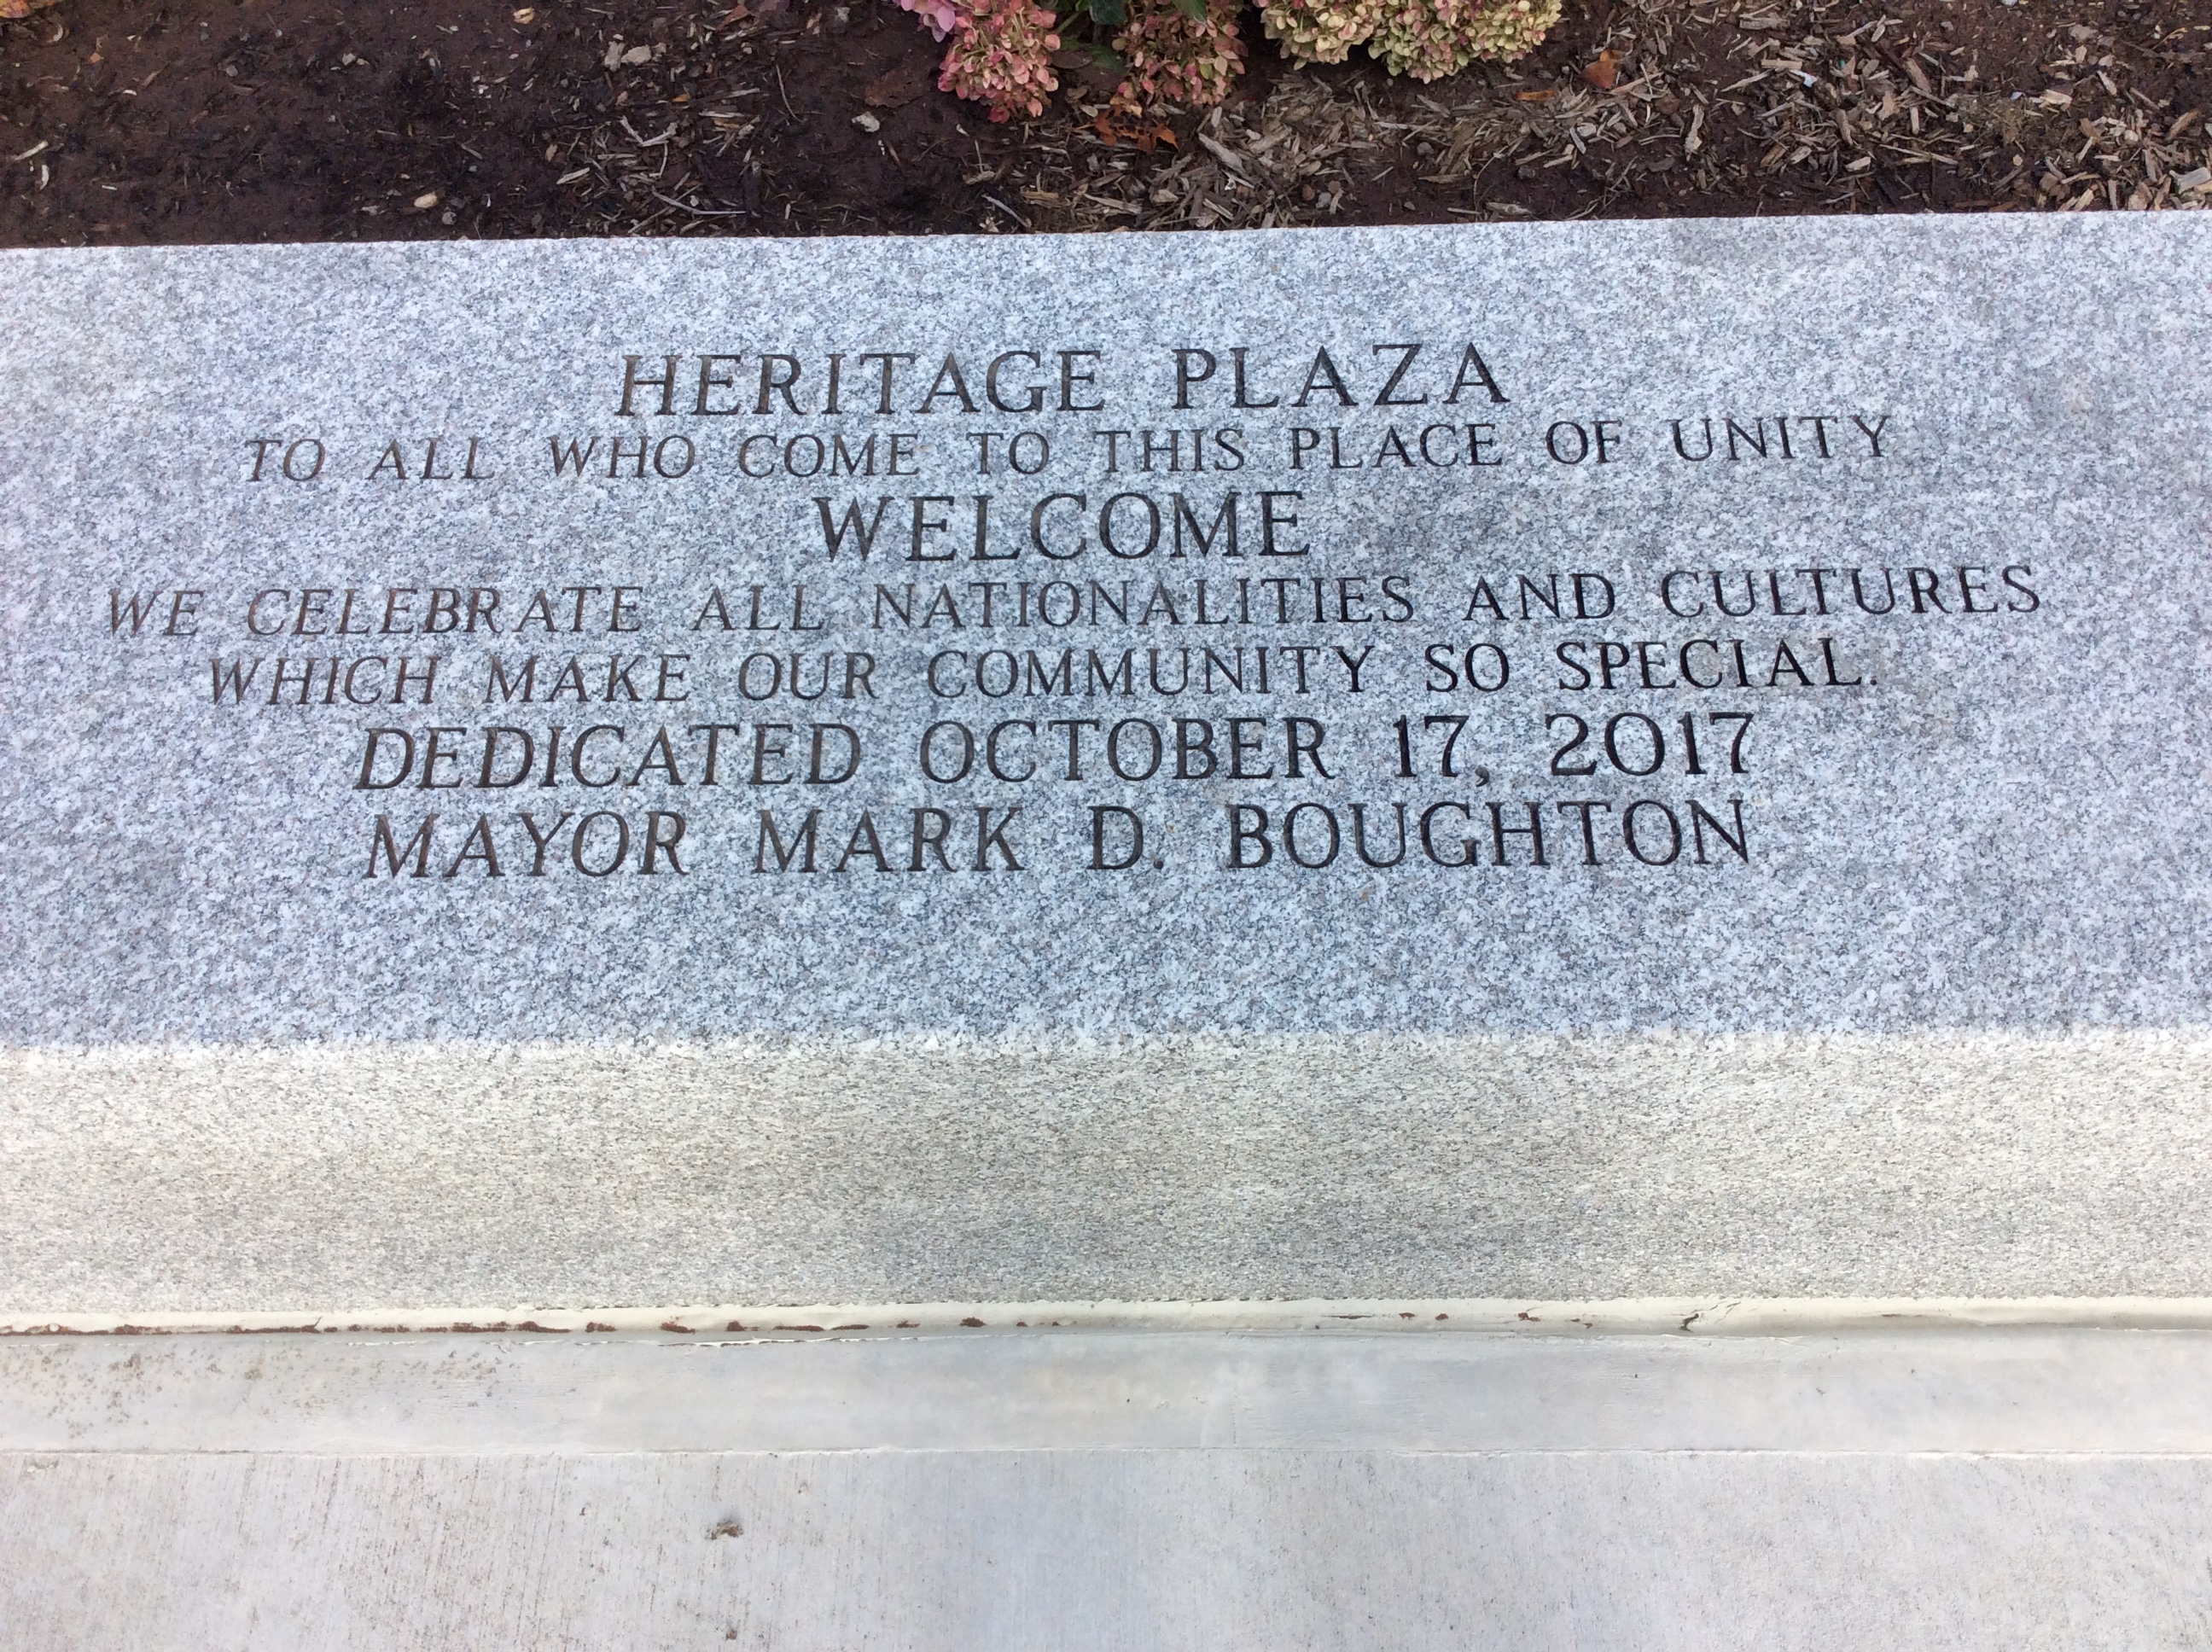 HERITAGE PLAZA
TO ALL WHO COME TO THIS PLACE OF UNITY
WELCOME
WE CELEBRATE ALL NATIONALITIES AND CULTURES
WHICH MAKE OUR COMMUNITY SO SPECIAL.
DEDICATED OCTOBER 17, 2017
MAYOR MARK D. BOUGHTON